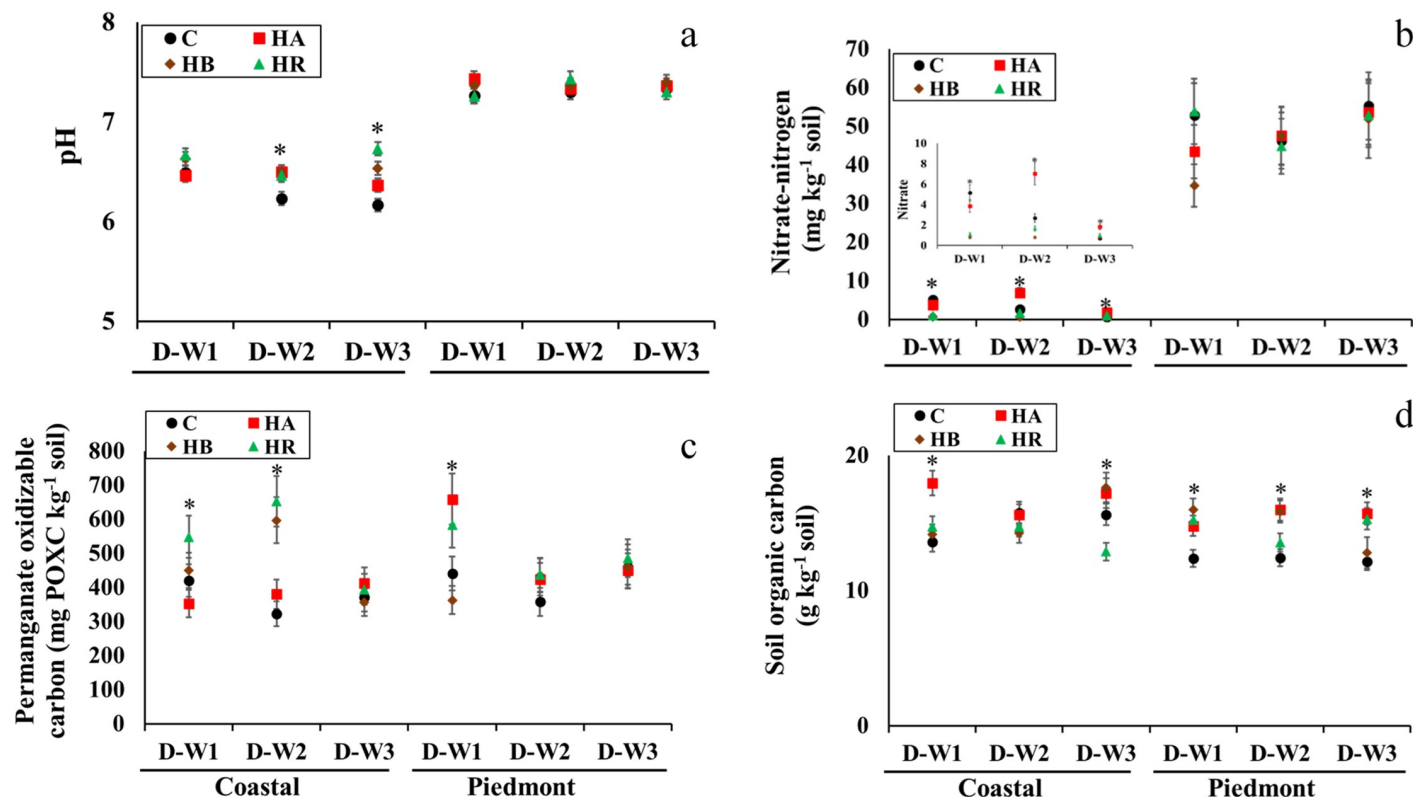 a
C HA
HB HR
pH
8
7
6
5
* *
D-W1 D-W2 D-W3 D-W1 D-W2 D-W3
b
C HA
HB HR
Nitrate-nitrogen
(mg kg-1 soil)
70
60
50
40
30
20
10
0
Nitrate
10
8
6
4
2
0
* * *
D-W1 D-W2 D-W3
* * *
D-W1 D-W2 D-W3 D-W1 D-W2 D-W3
c
C HA
HB HR
Permanganate oxidizable
carbon (mg POXC kg-1 soil)
800
700
600
500
400
300
200
100
0
* * *
D-W1 D-W2 D-W3 D-W1 D-W2 D-W3
Coastal Piedmont
d
C HA
HB HR
Soil organic carbon
(g kg-1 soil)
20
10
0
* * * * *
D-W1 D-W2 D-W3 D-W1 D-W2 D-W3
Coastal Piedmont